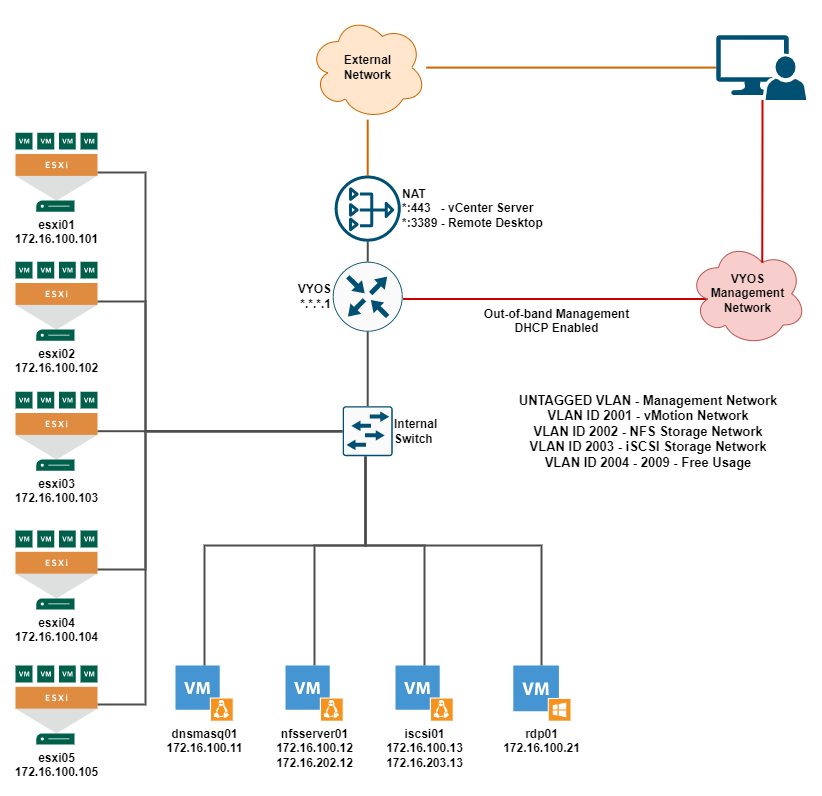 External
Network
NAT
*:443 - vCenter Server
*:3389 - Remote Desktop
VYOS
*.*.*.1
VYOS
Management
Network
Out-of-band Management
DHCP Enabled
Internal
Switch
UNTAGGED VLAN - Management Network
VLAN ID 2001 - vMotion Network
VLAN ID 2002 - NFS Storage Network
VLAN ID 2003 - iSCSI Storage Network
VLAN ID 2004 - 2009 - Free Usage
VM VM VM VM
ESXi
esxi01
172.16.100.101
VM VM VM VM
ESXi
esxi02
172.16.100.102
VM VM VM VM
ESXi
esxi03
172.16.100.103
VM VM VM VM
ESXi
esxi04
172.16.100.104
VM VM VM VM
ESXi
esxi05
172.16.100.105
VM
dnsmasq01
172.16.100.11
VM
nfsserver01
172.16.100.12
172.16.202.12
VM
iscsi01
172.16.100.13
172.16.203.13
VM
rdp01
172.16.100.21